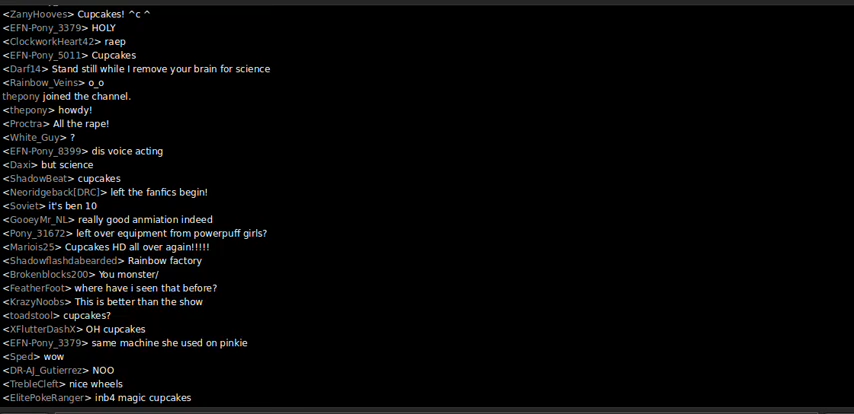 <ZanyHooves> Cupcakes! ^c ^
<EFN-Pony_3379> HOLY
<ClockworkHeart42> raep
<EFN-Pony_5011> Cupcakes
<Darf14> Stand still while I remove your brain for science
<Rainbow_Veins> o_o
thepony joined the channel.
<thepony> howdy!
<Proctra> All the rape!
<White_Guy> ?
<EFN-Pony_8399> dis voice acting
<Daxi> but science
<ShadowBeat> cupcakes
<Neoridgeback[DRC]> left the fanfics begin!
<Soviet> it's ben 10
<GooeyMr_NL> really good anmiation indeed
<Pony_31672> left over equipment from powerpuff girls?
<Mariois25> Cupcakes HD all over again!!!!!
<Shadowflashdabearded> Rainbow factory
<Brokenblocks200> You monster/
<FeatherFoot> where have i seen that before?
<KrazyNoobs> This is better than the show
<toadstool> cupcakes?
<XFlutterDashX> OH cupcakes
<EFN-Pony_3379> same machine she used on pinkie
<Sped> wow
<DR-AJ_Gutierrez> NOO
<TrebleCleft> nice wheels
<ElitePokeRanger> inb4 magic cupcakes